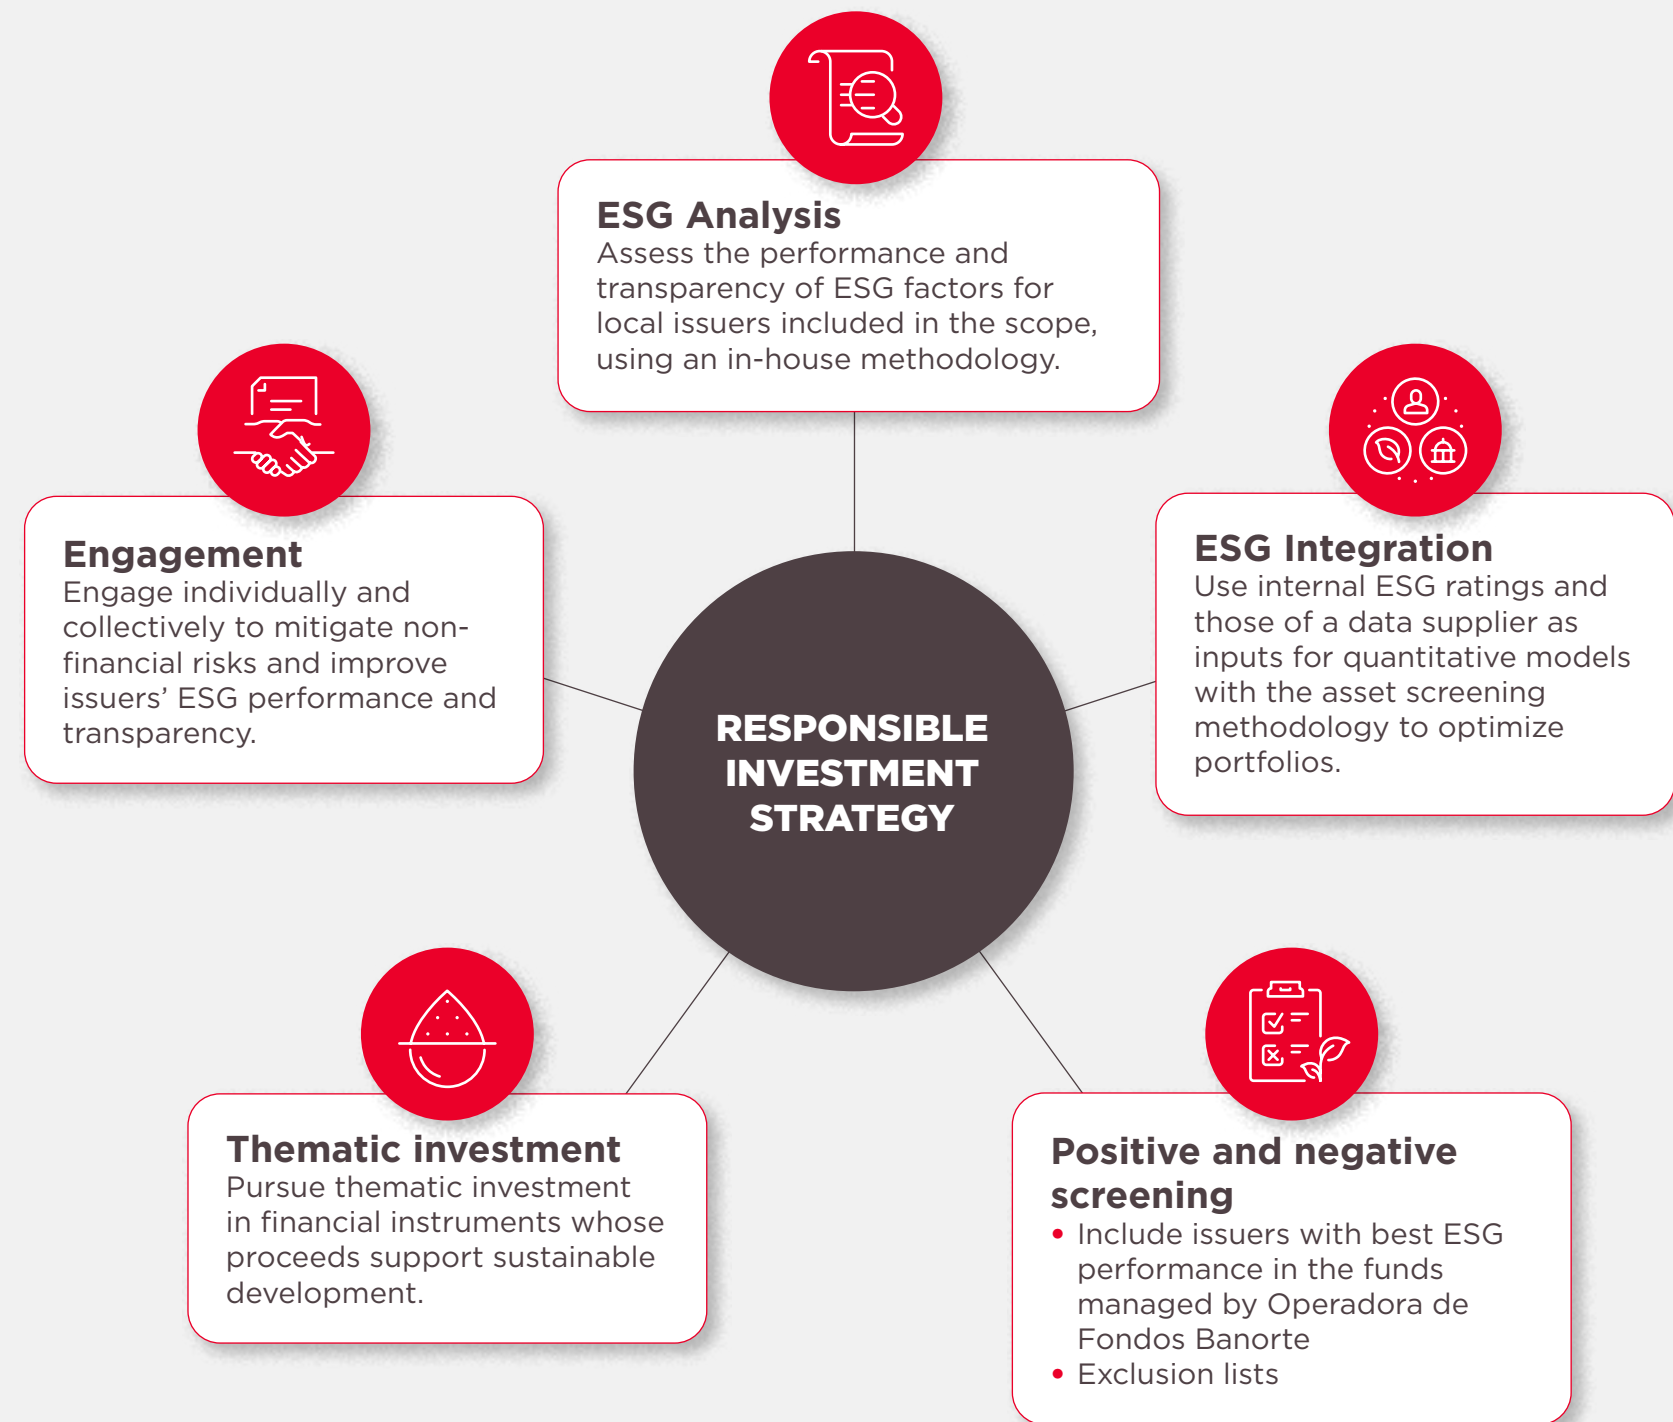 ESG Analysis
Assess the performance and
transparency of ESG factors for
local issuers included in the scope,
using an in-house methodology.
Engagement
Engage individually and
collectively to mitigate non-
financial risks and improve
issuers’ ESG performance and
transparency.
ESG Integration
Use internal ESG ratings and
those of a data supplier as
inputs for quantitative models
with the asset screening
methodology to optimize
portfolios.
RESPONSIBLE
INVESTMENT
STRATEGY
Thematic investment
Pursue thematic investment
in financial instruments whose
proceeds support sustainable
development.
Positive and negative
screening
• Include issuers with best ESG
performance in the funds
managed by Operadora de
Fondos Banorte
• Exclusion lists